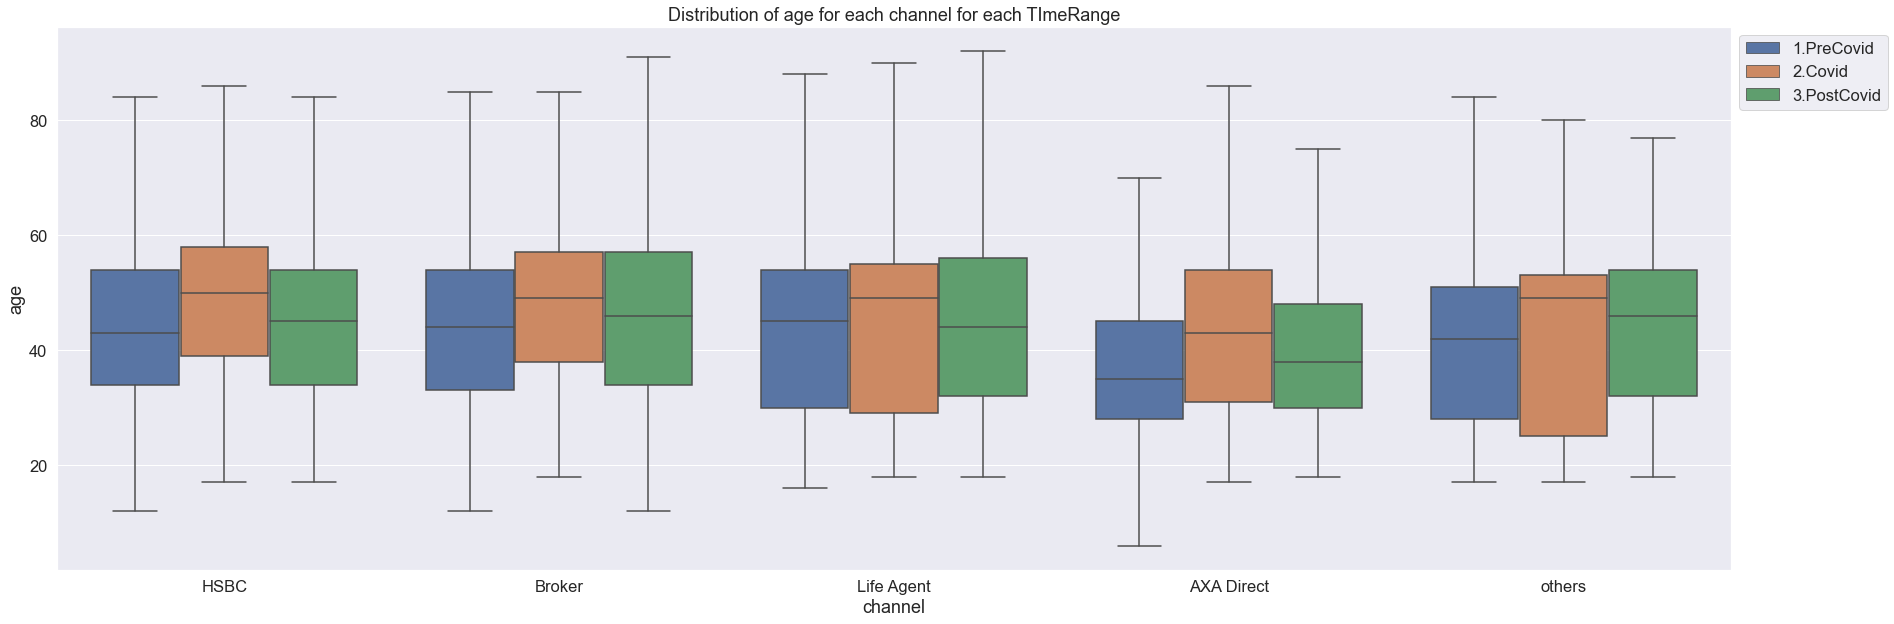 Distribution of age for each channel for each TImeRange
1.PreCovid
2.Covid
3.PostCovid
80
60
40
20
age
HSBC
Broker
Life Agent
AXA Direct
others
channel